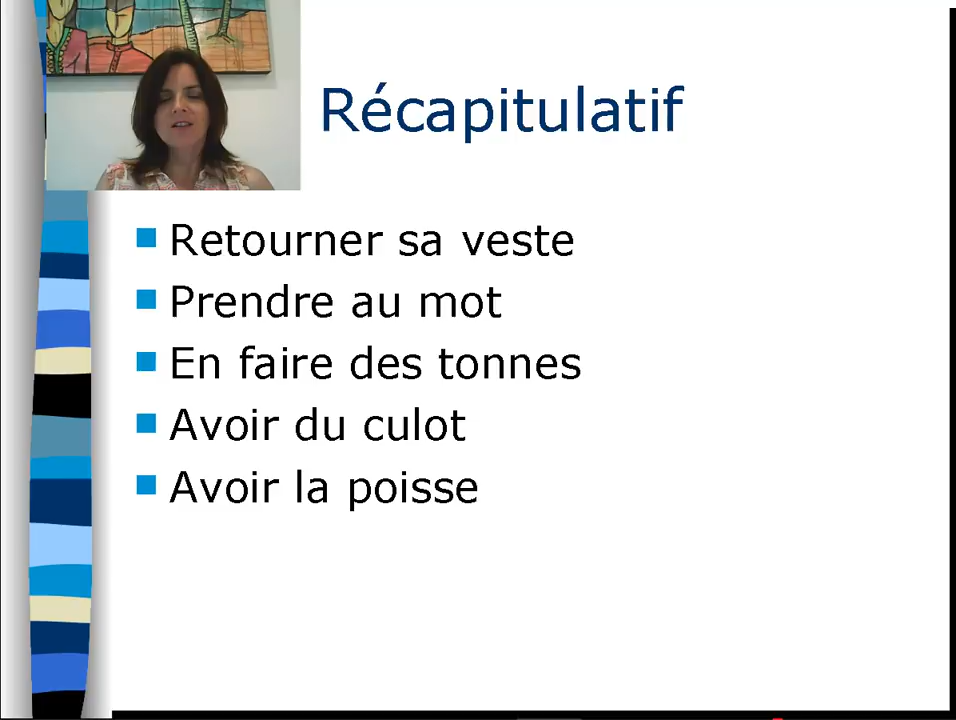 Récapitulatif
Retourner sa veste
Prendre au mot
En faire des tonnes
Avoir du culot
Avoir la poisse